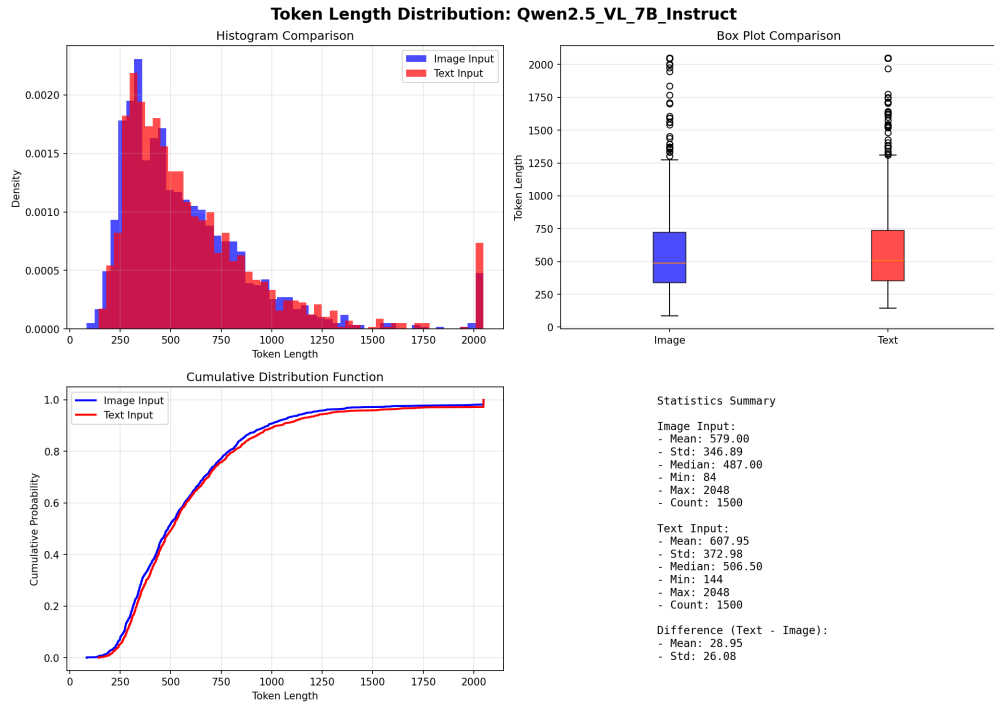 Token Length Distribution: Qwen2.5_VL_7B_Instruct
Histogram Comparison
Image Input
Text Input
Density
0.0020
0.0015
0.0010
0.0005
0.0000
0 250 500 750 1000 1250 1500 1750 2000
Token Length
Box Plot Comparison
Token Length
2000
1750
1500
1250
1000
750
500
250
0
Image Text
Cumulative Distribution Function
Image Input
Text Input
Cumulative Probability
1.0
0.8
0.6
0.4
0.2
0.0
0 250 500 750 1000 1250 1500 1750 2000
Token Length
Statistics Summary
Image Input:
- Mean: 579.00
- Std: 346.89
- Median: 487.00
- Min: 84
- Max: 2048
- Count: 1500
Text Input:
- Mean: 607.95
- Std: 372.98
- Median: 506.50
- Min: 144
- Max: 2048
- Count: 1500
Difference (Text - Image):
- Mean: 28.95
- Std: 26.08